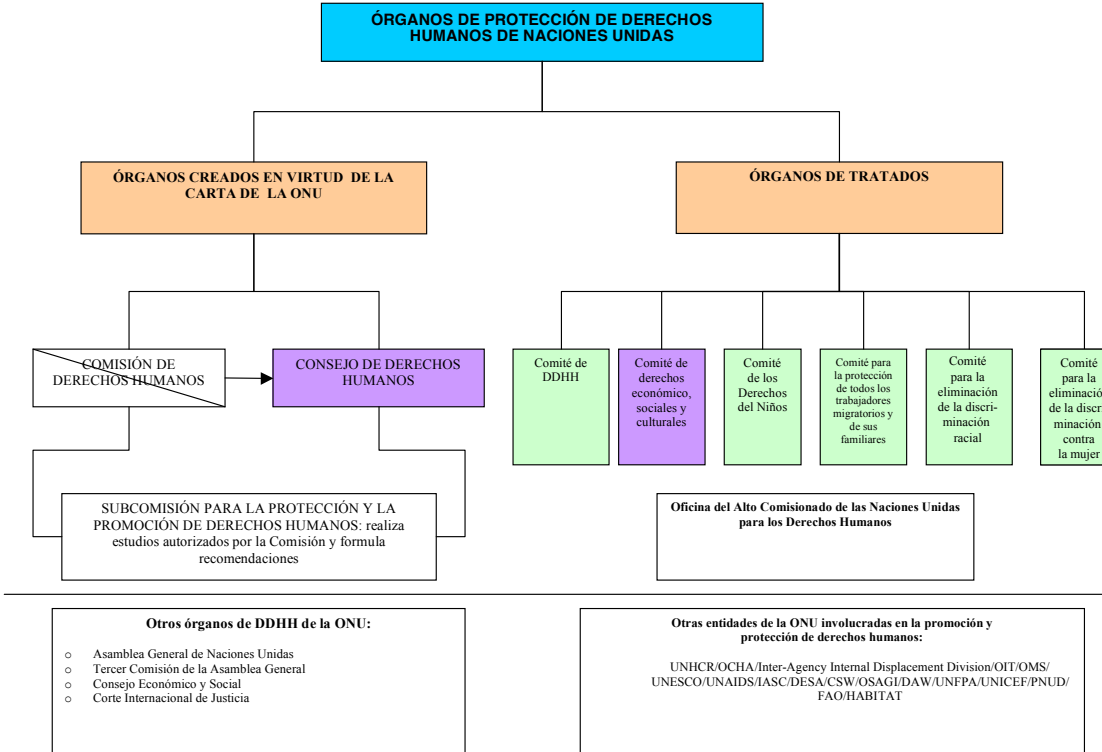 ÓRGANOS DE PROTECCIÓN DE DERECHOS
HUMANOS DE NACIONES UNIDAS
ÓRGANOS CREADOS EN VIRTUD DE LA
CARTA DE LA ONU
ÓRGANOS DE TRATADOS
COMISIÓN DE
DERECHOS HUMANOS
CONSEJO DE DERECHOS
HUMANOS
Comité de
DDHH
Comité de
derechos
económico,
sociales y
culturales
Comité
de los
Derechos
del Niños
Comité para
la protección
de todos los
trabajadores
migratorios y
de sus
familiares
Comité
para la
eliminación
de la discri-
minación
racial
Comité
para la
eliminació
de la discri
minación
contra
la mujer
SUBCOMISIÓN PARA LA PROTECCIÓN Y LA
PROMOCIÓN DE DERECHOS HUMANOS: realiza
estudios autorizados por la Comisión y formula
recomendaciones
Oficina del Alto Comisionado de las Naciones Unidas
para los Derechos Humanos
Otros órganos de DDHH de la ONU:
o Asamblea General de Naciones Unidas
o Tercer Comisión de la Asamblea General
o Consejo Económico y Social
o Corte Internacional de Justicia
Otras entidades de la ONU involucradas en la promoción y
protección de derechos humanos:
UNHCR/OCHA/Inter-Agency Internal Displacement Division/OIT/OMS/
UNESCO/UNAIDS/IASC/DESA/CSW/OSAGI/DAW/UNFPA/UNICEF/PNUD/
FAO/HABITAT